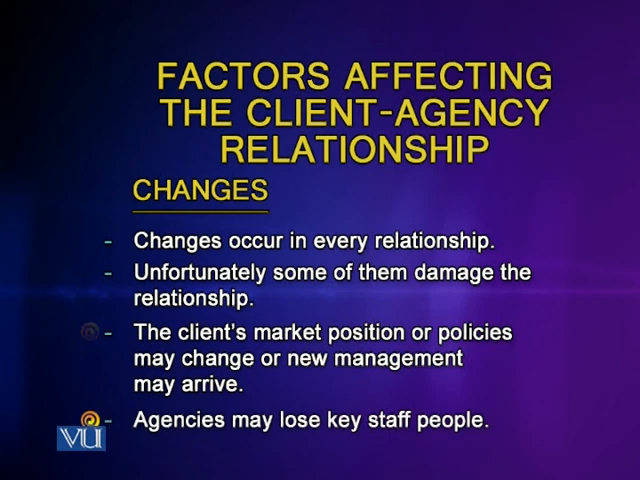 FACTORS AFFECTING
THE CLIENT-AGENCY
RELATIONSHIP
CHANGES
- Changes occur in every relationship.
- Unfortunately some of them damage the
relationship.
- The client's market position or policies
may change or new management
may arrive.
- Agencies may lose key staff people.
VU